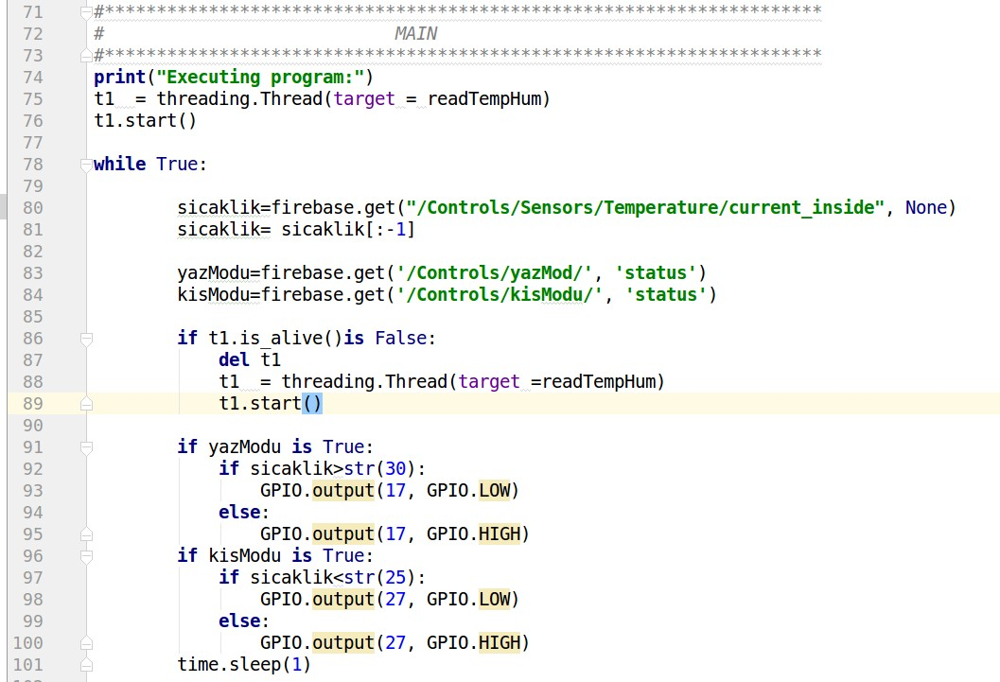 71 #*********************************************************************
72 # MAIN
73 #*********************************************************************
74 print("Executing program:")
75 t1  = threading.Thread(target = readTempHum)
76 t1.start()
77
78 while True:
79
80         sicaklik=firebase.get("/Controls/Sensors/Temperature/current_inside", None)
81         sicaklik= sicaklik[:-1]
82
83         yazModu=firebase.get('/Controls/yazMod/', 'status')
84         kisModu=firebase.get('/Controls/kisModu/', 'status')
85
86         if t1.is_alive()is False:
87             del t1
88             t1  = threading.Thread(target =readTempHum)
89             t1.start()
90
91         if yazModu is True:
92             if sicaklik>str(30):
93                 GPIO.output(17, GPIO.LOW)
94             else:
95                 GPIO.output(17, GPIO.HIGH)
96         if kisModu is True:
97             if sicaklik<str(25):
98                 GPIO.output(27, GPIO.LOW)
99             else:
100                 GPIO.output(27, GPIO.HIGH)
101         time.sleep(1)